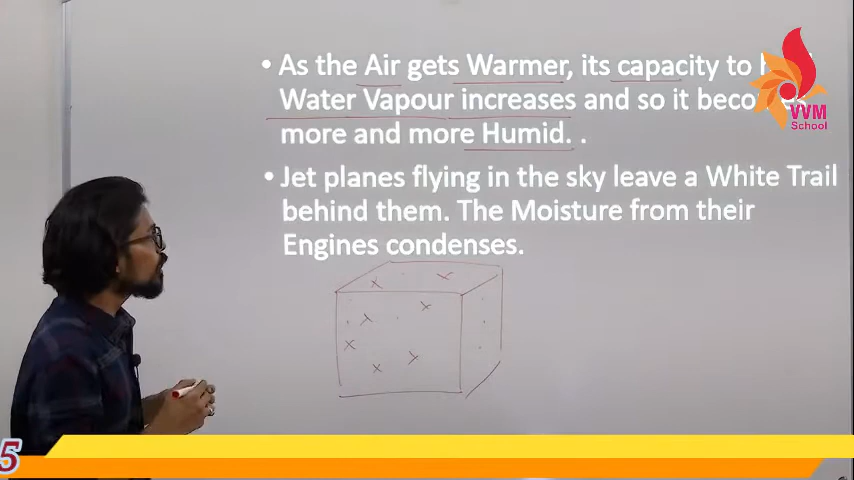 • As the Air gets Warmer, its capacity to
Water Vapour increases and so it
more and more Humid. .
• Jet planes flying in the sky leave a White Trail
behind them. The Moisture from their
Engines condenses.
VVM
School
5